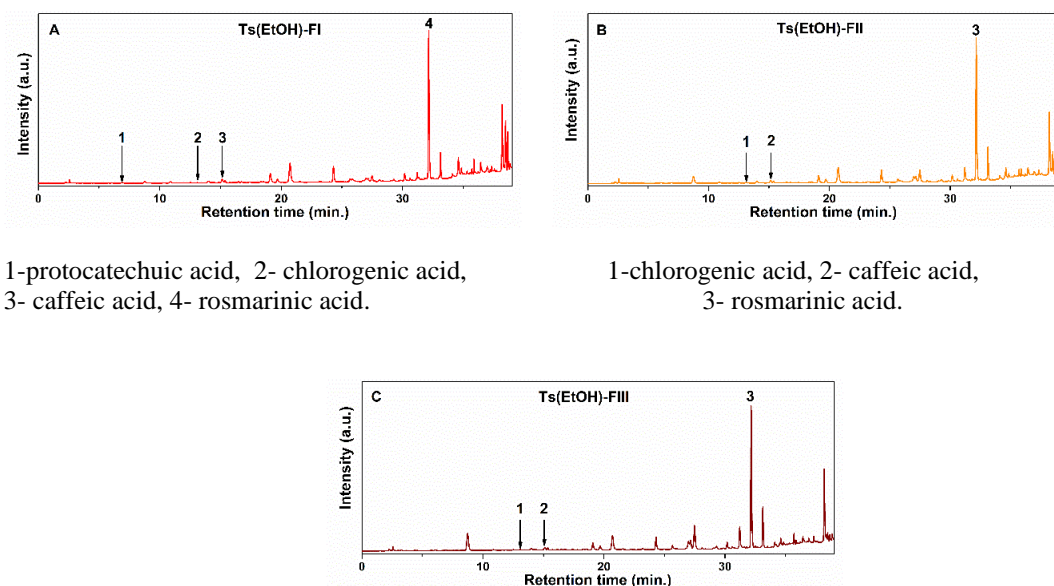 A Ts(EtOH)-FI 4
Intensity (a.u.)
1 2 3
0 10 20 30
Retention time (min.)
B Ts(EtOH)-FII 3
Intensity (a.u.)
1 2
0 10 20 30
Retention time (min.)
1-protocatechuic acid, 2- chlorogenic acid,
3- caffeic acid, 4- rosmarinic acid.
1-chlorogenic acid, 2- caffeic acid,
3- rosmarinic acid.
C Ts(EtOH)-FIII 3
Intensity (a.u.)
1 2
0 10 20 30
Retention time (min.)